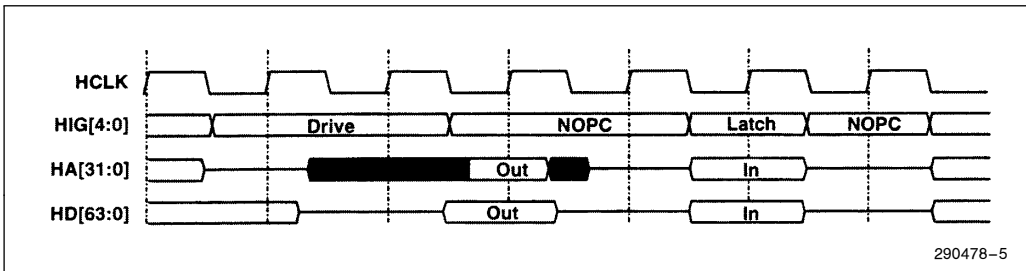 HCLK
HIG[4:0] Drive NOPC Latch NOPC
HA[31:0] Out In
HD[63:0] Out In
290478–5